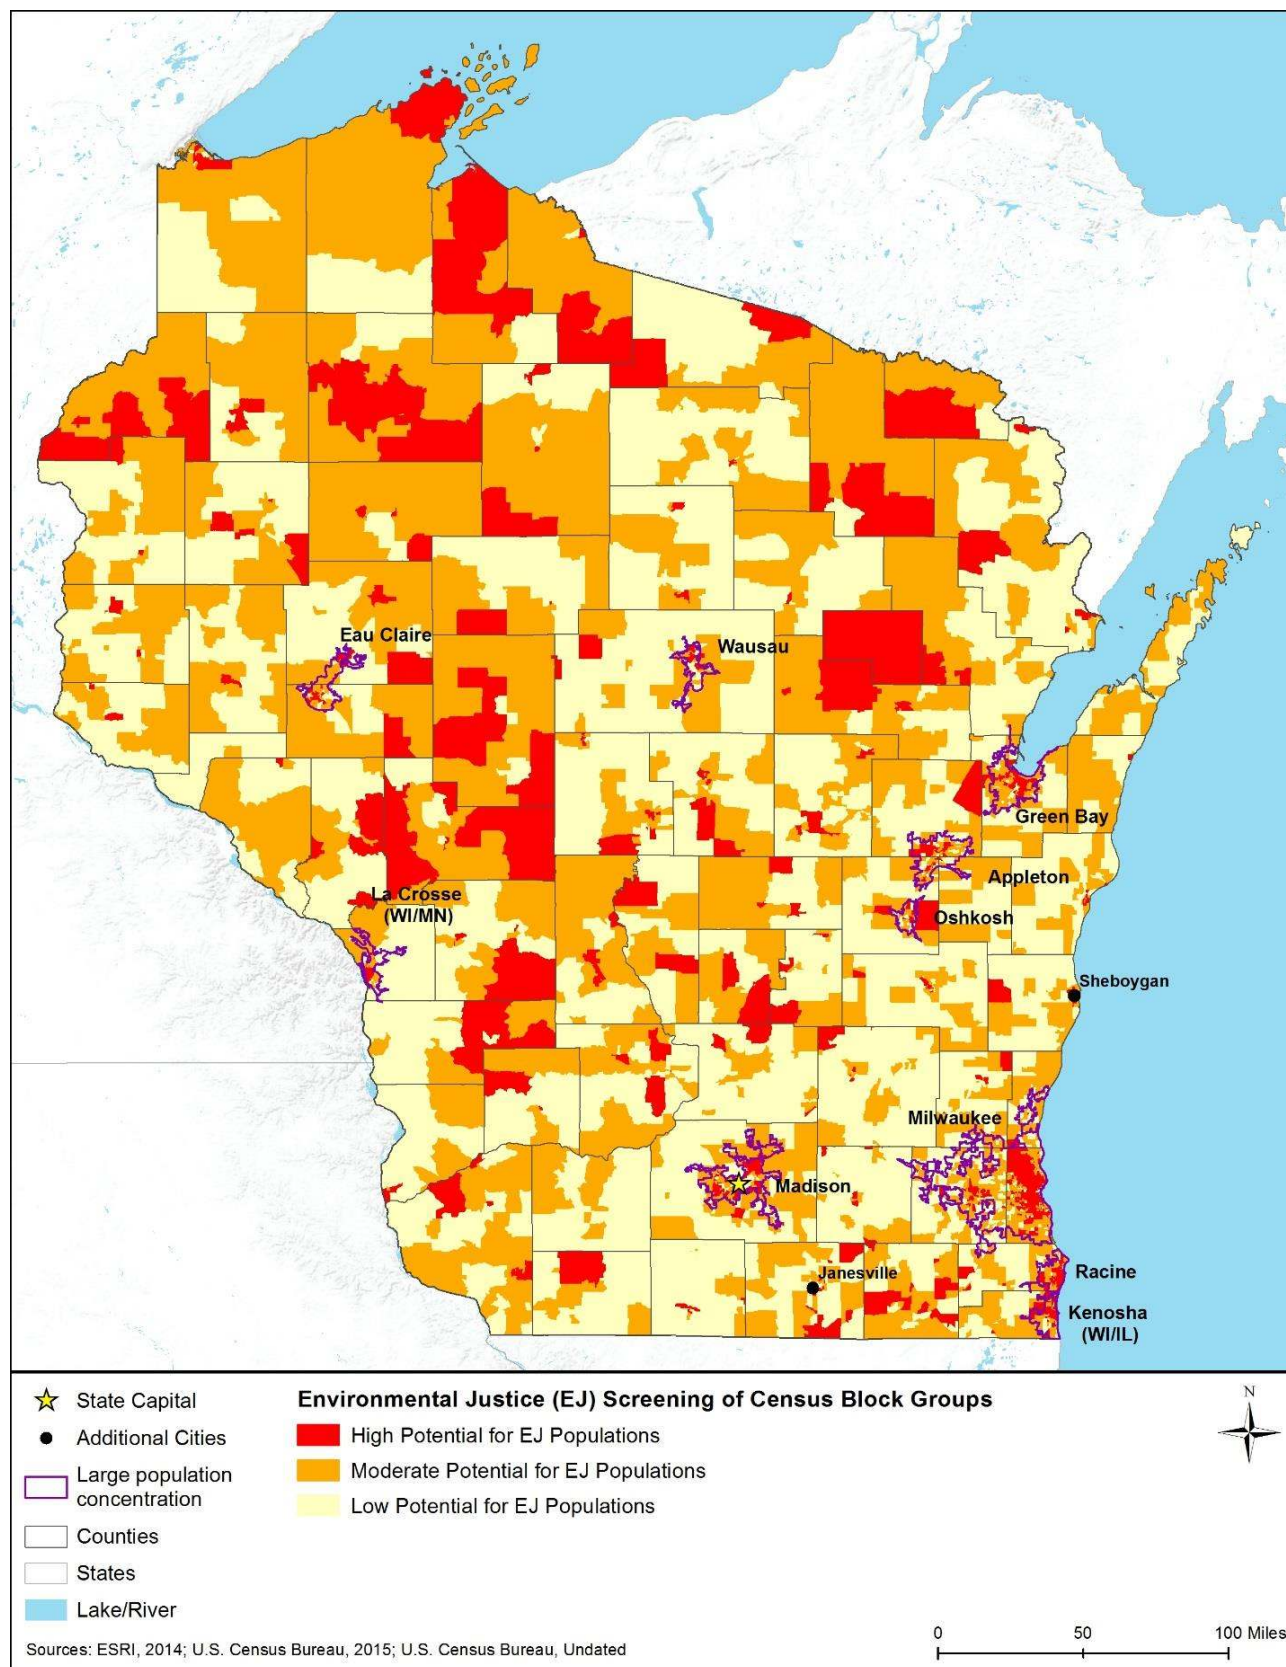 Eau Claire
Wausau
Green Bay
Appleton
La Crosse
(WI/MN)
Oshkosh
Sheboygan
Milwaukee
Madison
Janesville
Racine
Kenosha
(WI/IL)
State Capital
Additional Cities
Large population
concentration
Counties
States
Lake/River
Environmental Justice (EJ) Screening of Census Block Groups
High Potential for EJ Populations
Moderate Potential for EJ Populations
Low Potential for EJ Populations
N
0 50 100 Miles
Sources: ESRI, 2014; U.S. Census Bureau, 2015; U.S. Census Bureau, Undated